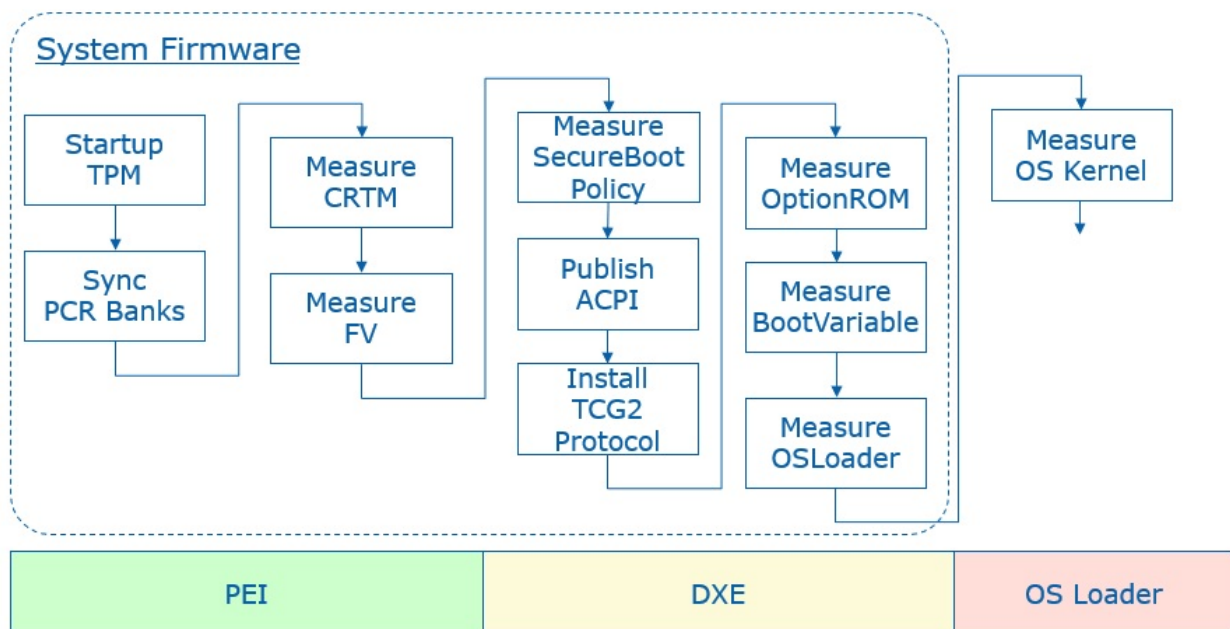 System Firmware
Startup
TPM
Sync
PCR Banks
Measure
CRTM
Measure
FV
Measure
SecureBoot
Policy
Publish
ACPI
Install
TCG2
Protocol
Measure
OptionROM
Measure
BootVariable
Measure
OSLoader
Measure
OS Kernel
PEI
DXE
OS Loader